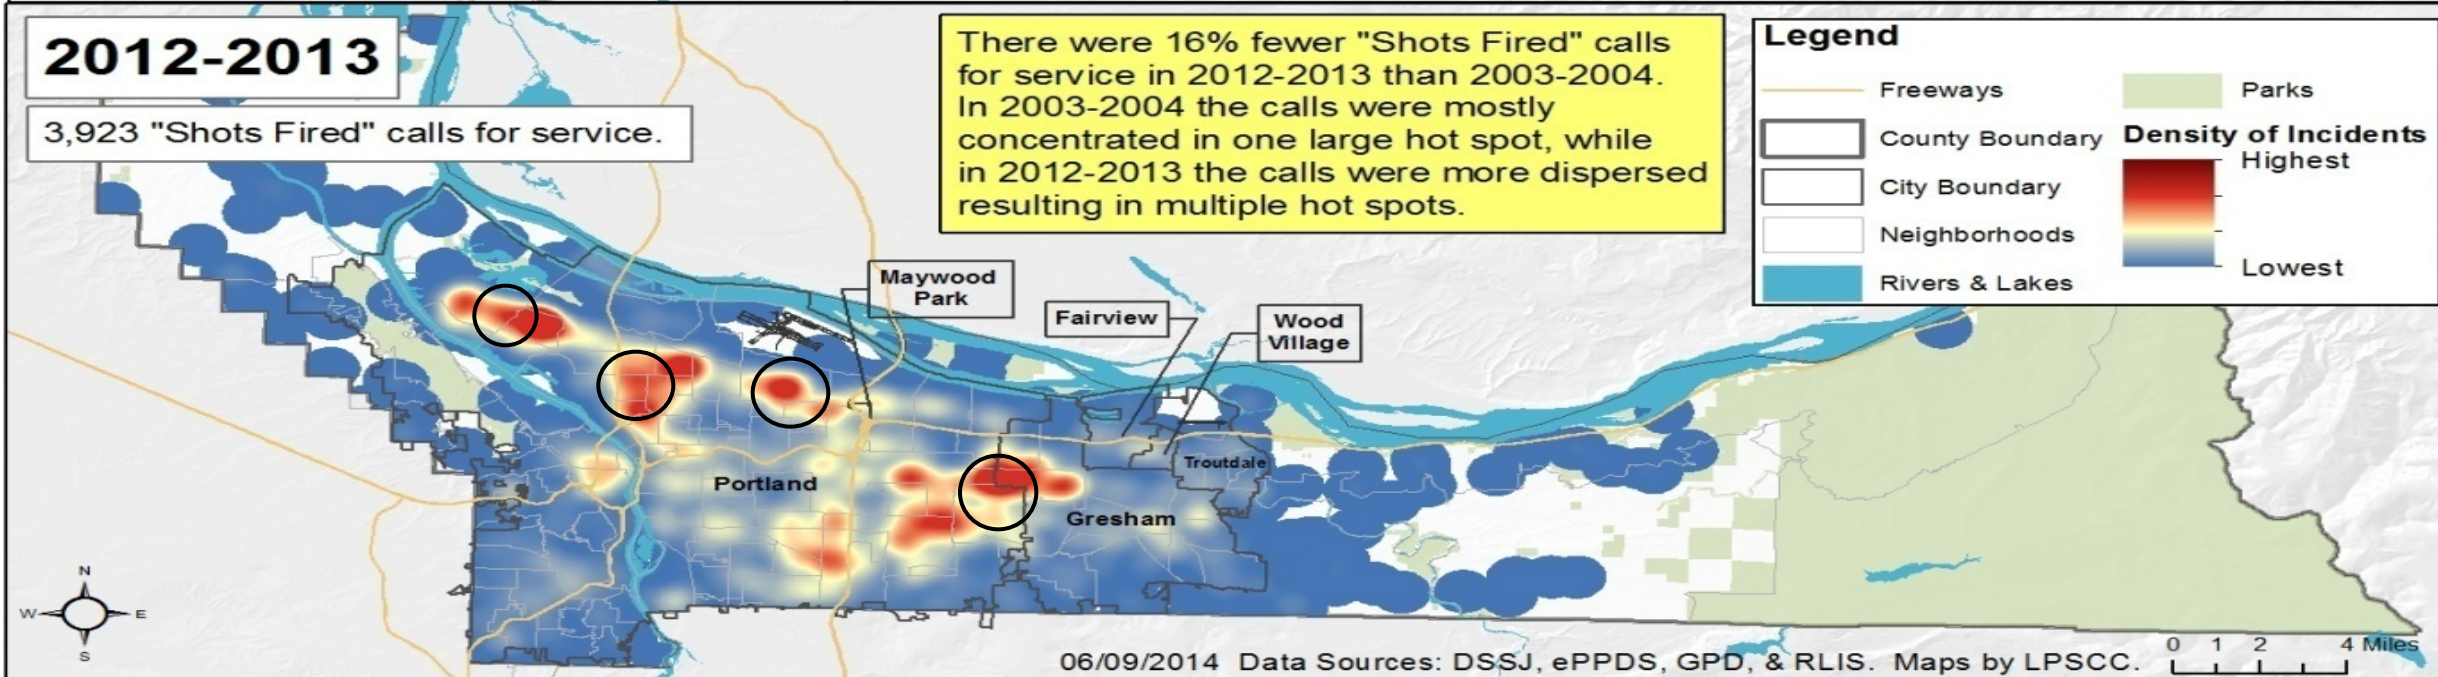 2012-2013
3,923 "Shots Fired" calls for service.
There were 16% fewer "Shots Fired" calls
for service in 2012-2013 than 2003-2004.
In 2003-2004 the calls were mostly
concentrated in one large hot spot, while
in 2012-2013 the calls were more dispersed
resulting in multiple hot spots.
Legend
Freeways
County Boundary
City Boundary
Neighborhoods
Rivers & Lakes
Parks
Density of Incidents
Highest
Lowest
Maywood
Park
Fairview
Wood
Village
Troutdale
Portland
Gresham
N
W
E
S
06/09/2014 Data Sources: DSSJ, ePPDS, GPD, & RLIS. Maps by LPSCC.
0 1 2 4 Miles